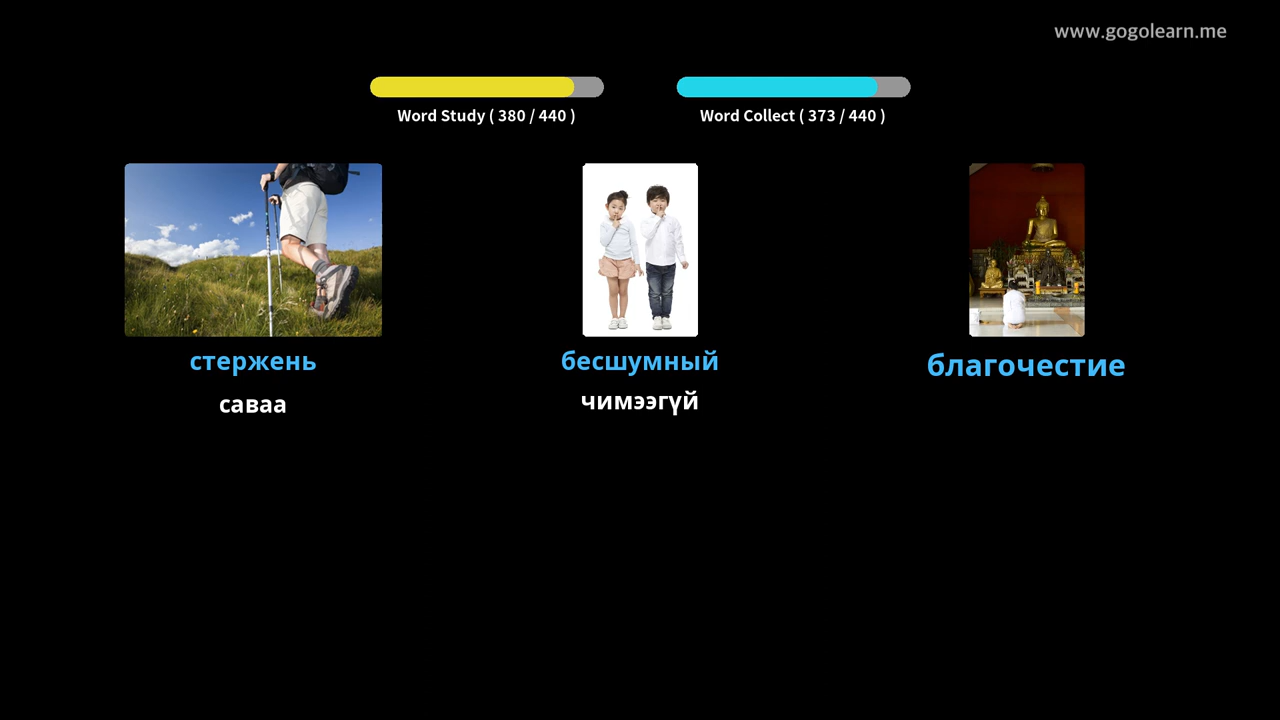 www.gogolearn.me
Word Study ( 380 / 440 )
Word Collect ( 373 / 440 )
стержень
саваа
бесшумный
чимээгүй
благочестие